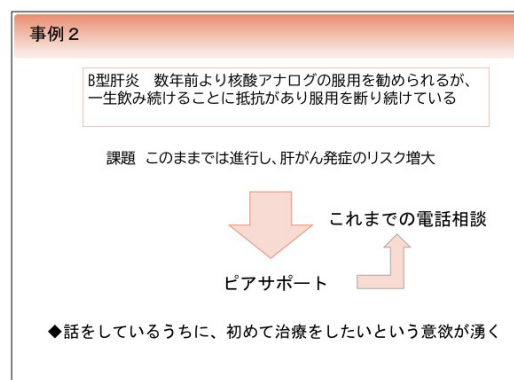 事例２
B型肝炎　数年前より核酸アナログの服用を勧められるが、
一生飲み続けることに抵抗があり服用を断り続けている
課題　このままでは進行し、肝がん発症のリスク増大
これまでの電話相談
ピアサポート
◆話をしているうちに、初めて治療をしたいという意欲が湧く